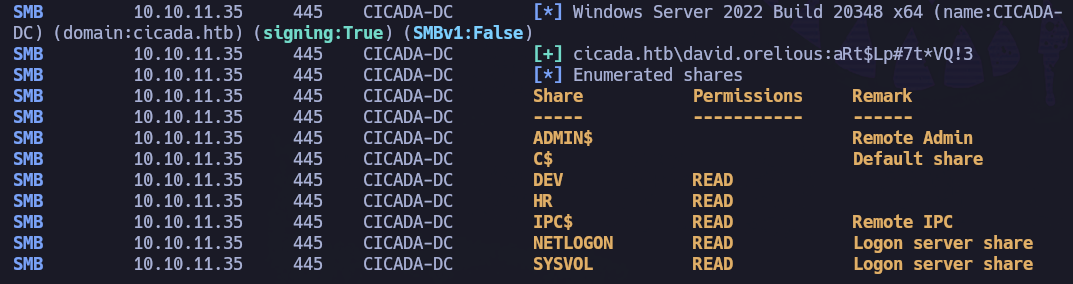 SMB 10.10.11.35 445 CICADA-DC [*] Windows Server 2022 Build 20348 x64 (name:CICADA-
DC) (domain:cicada.htb) (signing:True) (SMBv1:False)
SMB 10.10.11.35 445 CICADA-DC [+] cicada.htb\david.orelious:aRt$Lp#7t*VQ!3
SMB 10.10.11.35 445 CICADA-DC [*] Enumerated shares
SMB 10.10.11.35 445 CICADA-DC Share Permissions Remark
SMB 10.10.11.35 445 CICADA-DC ----- ----------- ------
SMB 10.10.11.35 445 CICADA-DC ADMIN$ Remote Admin
SMB 10.10.11.35 445 CICADA-DC C$ Default share
SMB 10.10.11.35 445 CICADA-DC DEV READ
SMB 10.10.11.35 445 CICADA-DC HR READ
SMB 10.10.11.35 445 CICADA-DC IPC$ READ Remote IPC
SMB 10.10.11.35 445 CICADA-DC NETLOGON READ Logon server share
SMB 10.10.11.35 445 CICADA-DC SYSVOL READ Logon server share